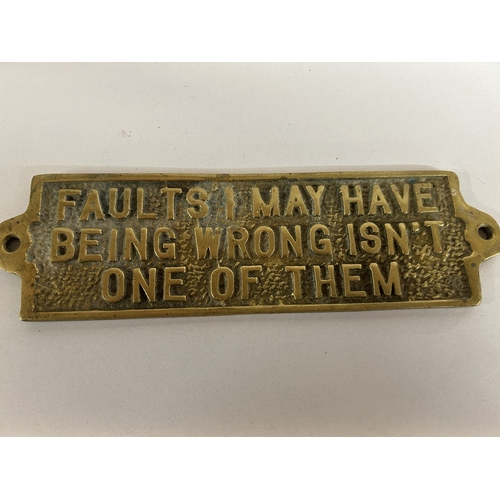 FAULTS I MAY HAVE
BEING WRONG ISN'T
ONE OF THEM